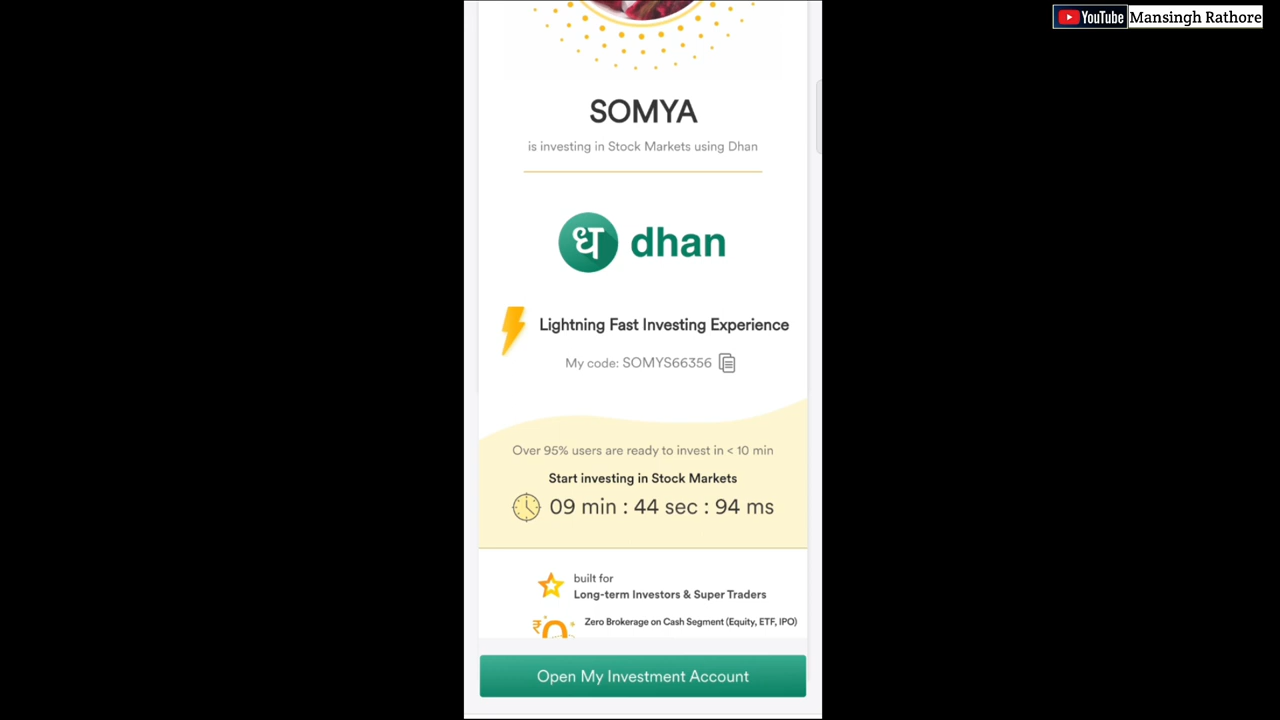 YouTube Mansingh Rathore
SOMYA
is investing in Stock Markets using Dhan
ध dhan
Lightning Fast Investing Experience
My code: SOMYS66356
Over 95% users are ready to invest in < 10 min
Start investing in Stock Markets
09 min : 44 sec : 94 ms
built for
Long-term Investors & Super Traders
₹0
Zero Brokerage on Cash Segment (Equity, ETF, IPO)
Open My Investment Account